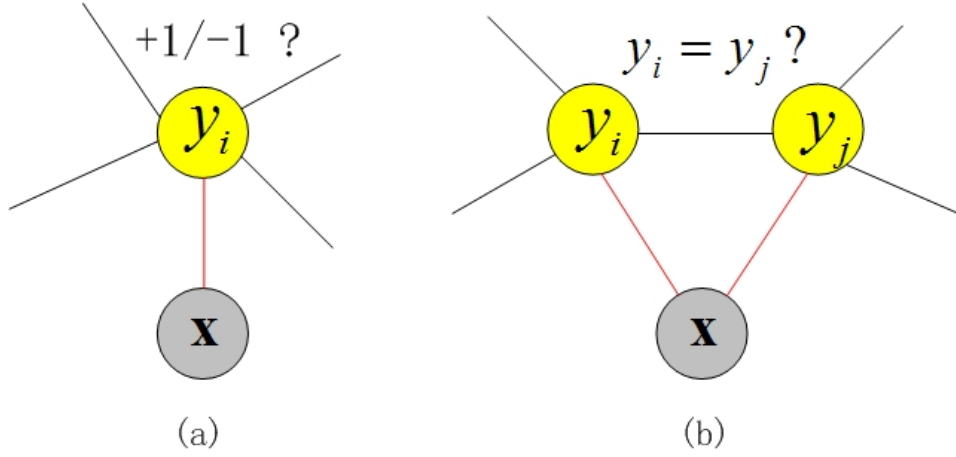 +1/−1 ?
y_i
x
(a)
y_i = y_j ?
y_i
y_j
x
(b)